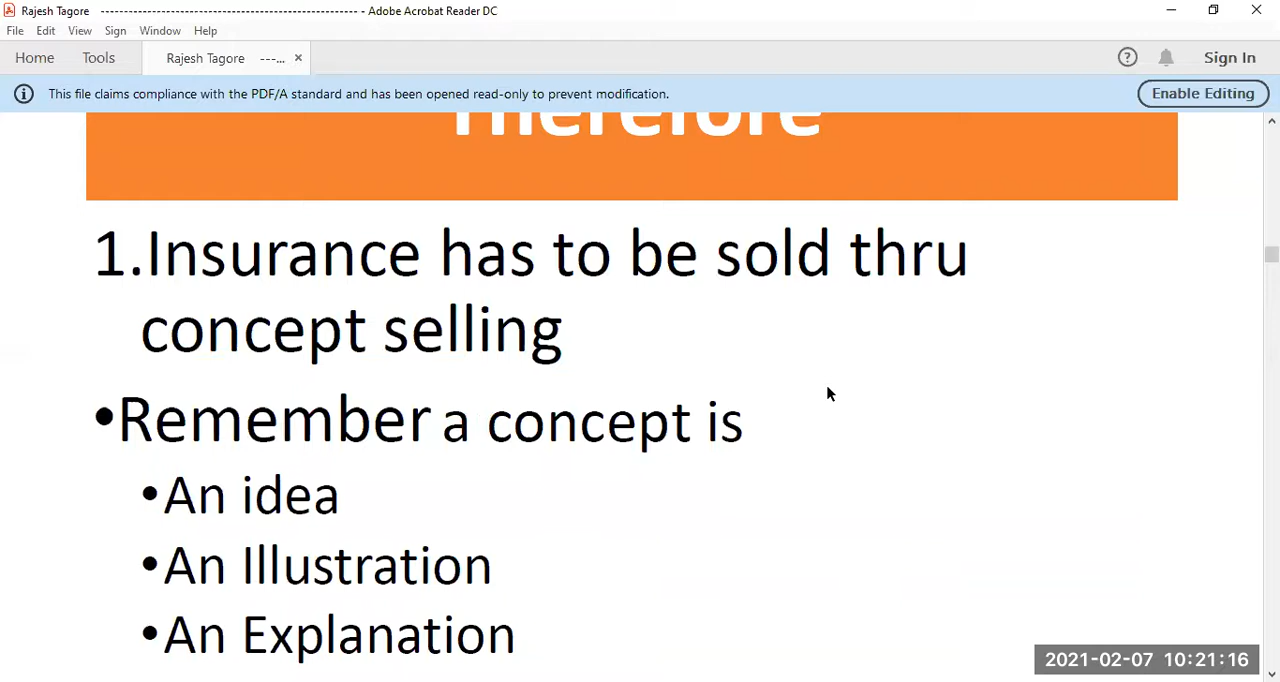 Rajesh Tagore ------------------------------------------------- - Adobe Acrobat Reader DC
File Edit View Sign Window Help
Home Tools Rajesh Tagore ---... × Sign In
This file claims compliance with the PDF/A standard and has been opened read-only to prevent modification. Enable Editing
Therefore
1.Insurance has to be sold thru
concept selling
•Remember a concept is
•An idea
•An Illustration
•An Explanation
2021-02-07 10:21:16